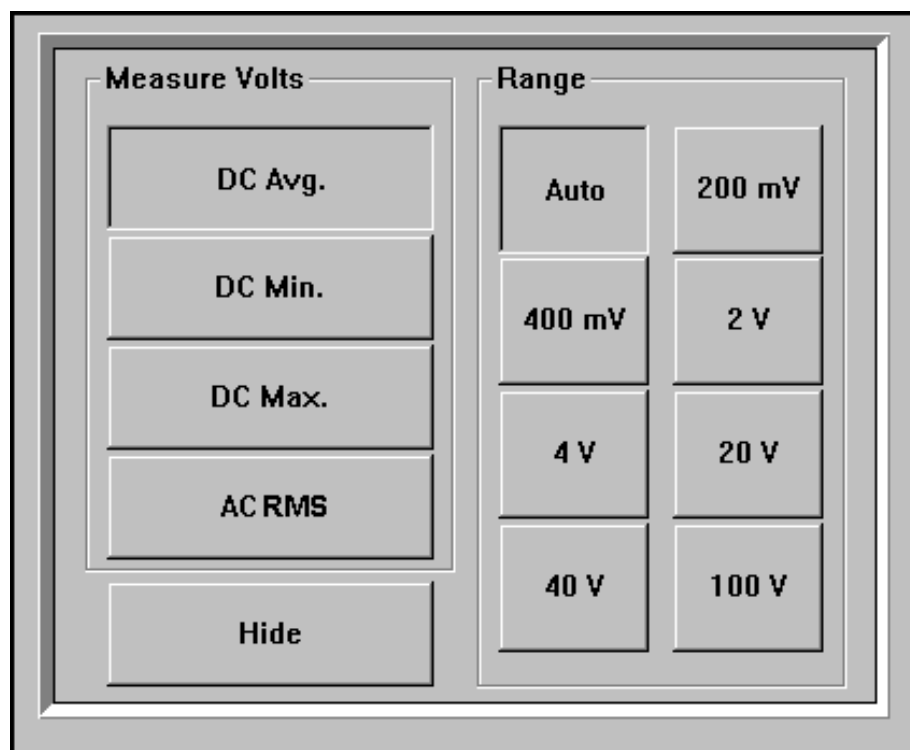 Measure Volts
DC Avg.
DC Min.
DC Max.
AC RMS
Hide
Range
Auto
200 mV
400 mV
2 V
4 V
20 V
40 V
100 V